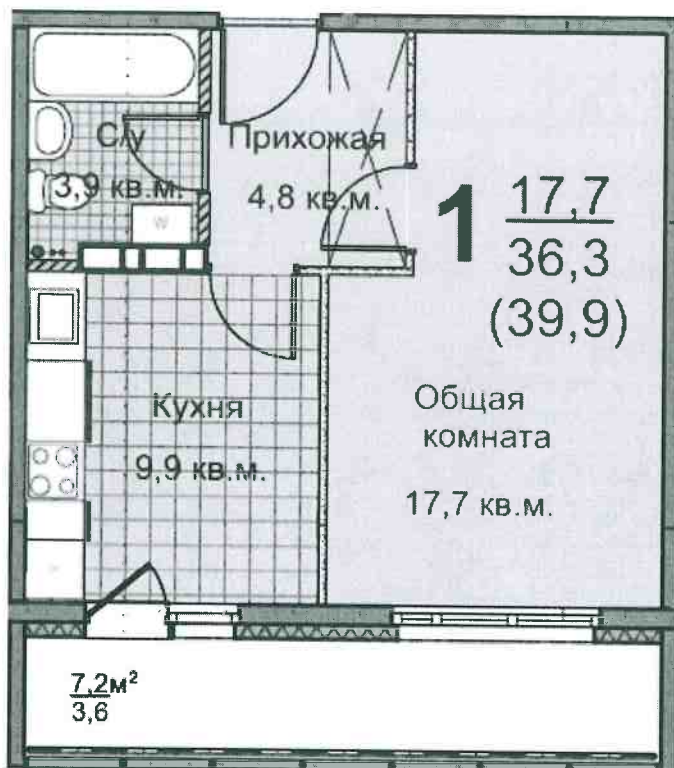 С/у
3,9 кв.м.
W
Прихожая
4,8 кв.м.
1
17,7
36,3
(39,9)
Кухня
9,9 кв.м.
Общая
комната
17,7 кв.м.
7,2м²
3,6